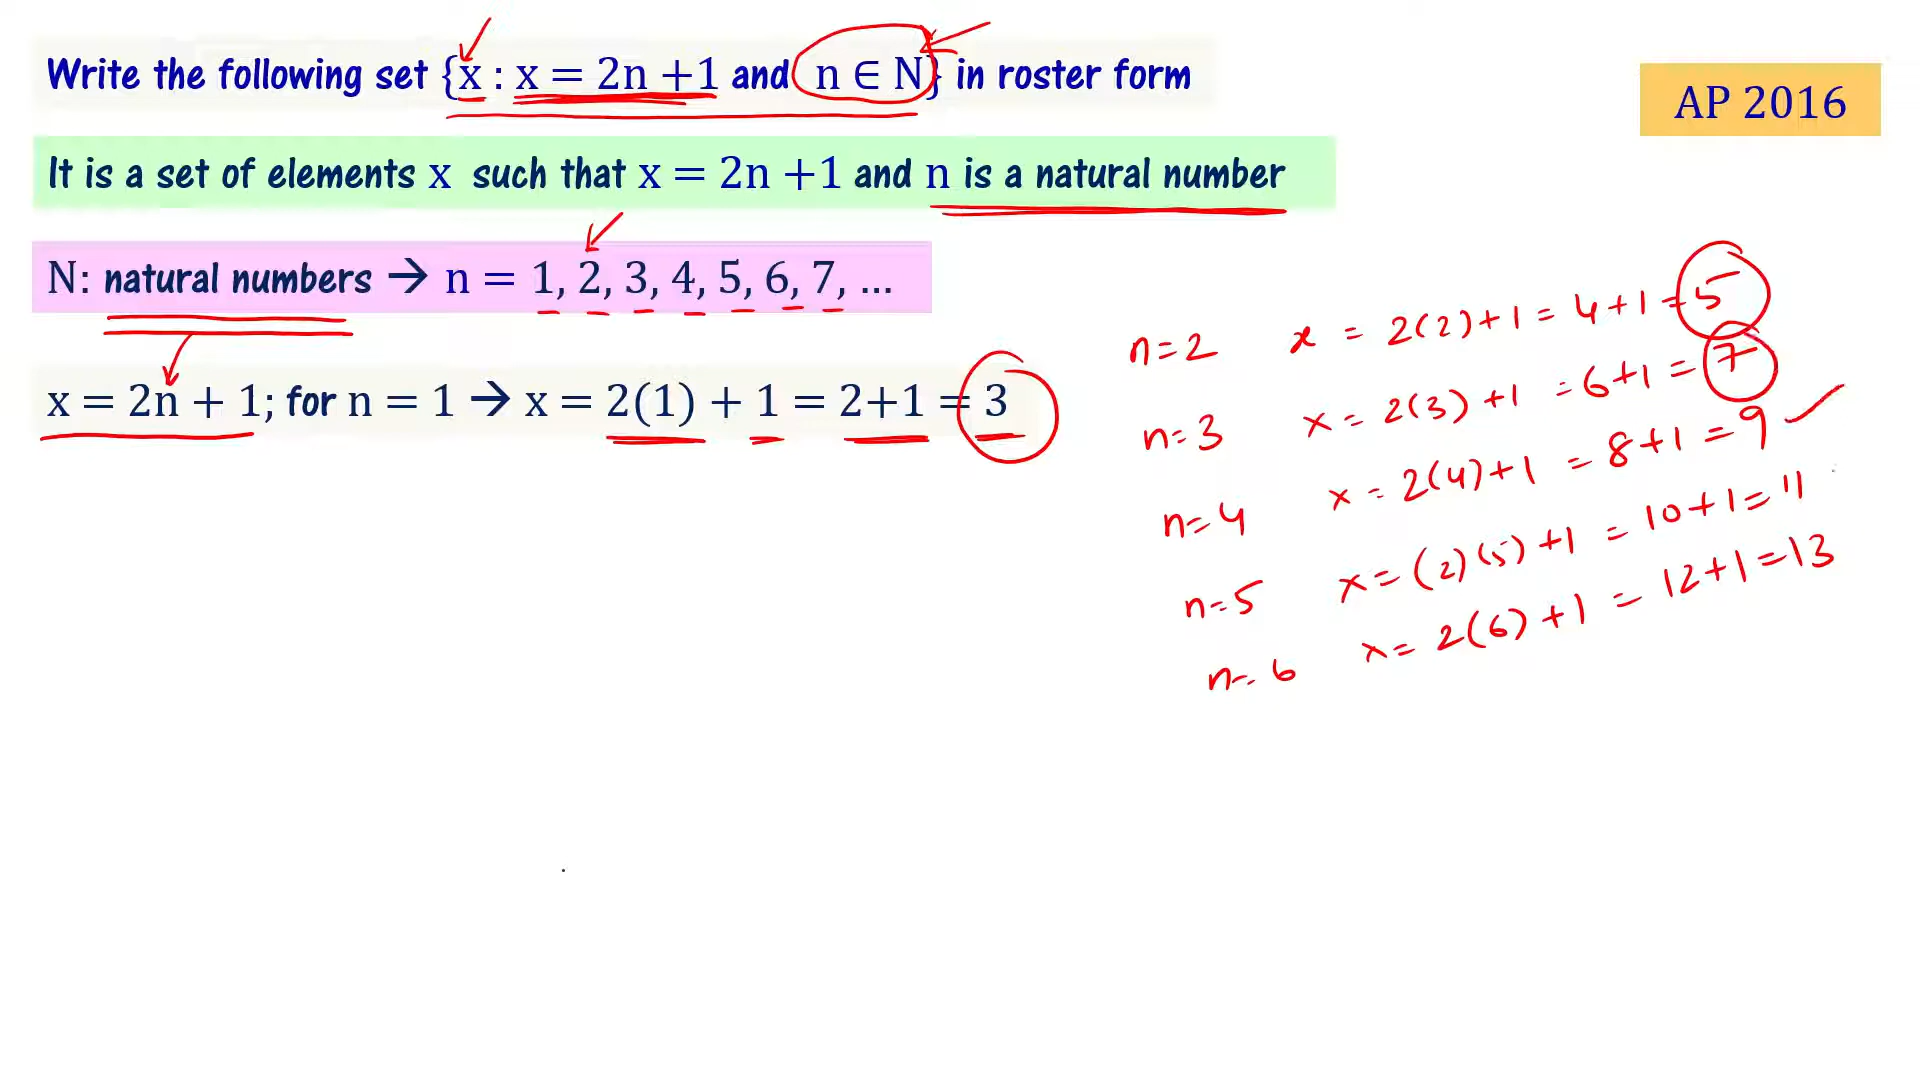 Write the following set {x : x = 2n +1 and n ∈ N} in roster form
AP 2016
It is a set of elements x such that x = 2n +1 and n is a natural number
N: natural numbers → n = 1, 2, 3, 4, 5, 6, 7, ...
x = 2n + 1; for n = 1 → x = 2(1) + 1 = 2+1 = 3
n=2 x = 2(2)+1 = 4+1 = 5
n=3 x = 2(3) +1 = 6+1 = 7
n=4 x = 2(4)+1 = 8+1 = 9
n=5 x = (2)(5)+1 = 10+1 = 11
n=6 x = 2(6)+1 = 12+1 = 13